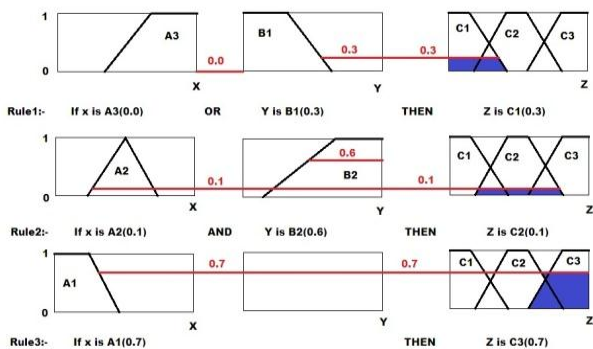 1
A3
0
X
0.0
B1
0.3
Y
0.3
C1
C2
C3
Z
Rule1:- If x is A3(0.0) OR Y is B1(0.3) THEN Z is C1(0.3)
1
A2
0
X
0.1
0.6
B2
Y
0.1
C1
C2
C3
Z
Rule2:- If x is A2(0.1) AND Y is B2(0.6) THEN Z is C2(0.1)
1
A1
0
X
0.7
Y
0.7
C1
C2
C3
Z
Rule3:- If x is A1(0.7) THEN Z is C3(0.7)